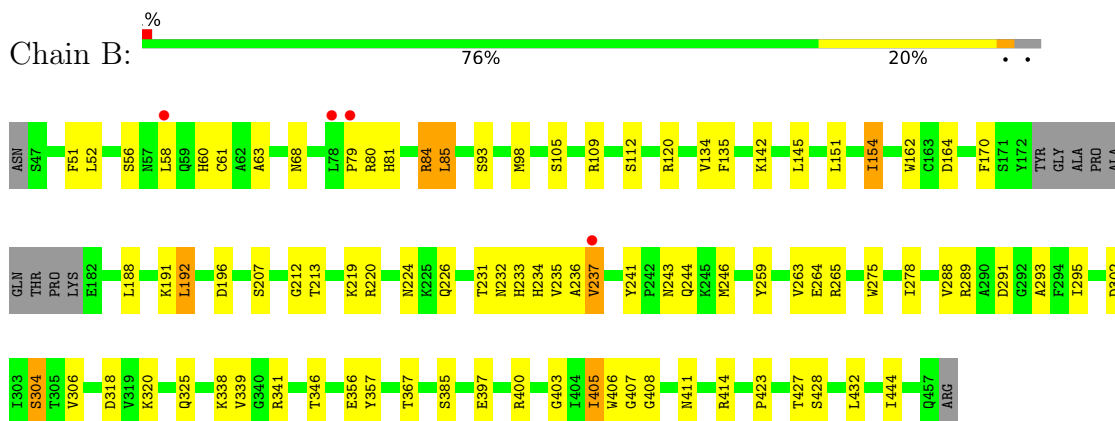 %
Chain B:
76% 20% • •
ASN S47 F51 L52 S56 N57 L58 Q59 H60 C61 A62 A63 N68 L78 P79 R80 H81 R84 L85 S93 M98 S105 R109 S112 R120 V134 F135 K142 L145 L151 I154 W162 C163 D164 F170 S171 Y172 TYR GLY ALA PRO ALA
GLN THR PRO LYS E182 L188 K191 L192 D196 S207 G212 T213 K219 R220 N224 K225 Q226 T231 N232 H233 H234 V235 A236 V237 Y241 P242 N243 Q244 K245 M246 Y259 V263 E264 R265 W275 I278 V288 R289 A290 D291 G292 A293 F294 I295
I303 S304 T305 V306 D318 V319 K320 Q325 K338 V339 G340 R341 T346 E356 Y357 T367 S385 E397 R400 G403 I404 I405 W406 G407 G408 N411 R414 P423 T427 S428 L432 I444 Q457 ARG